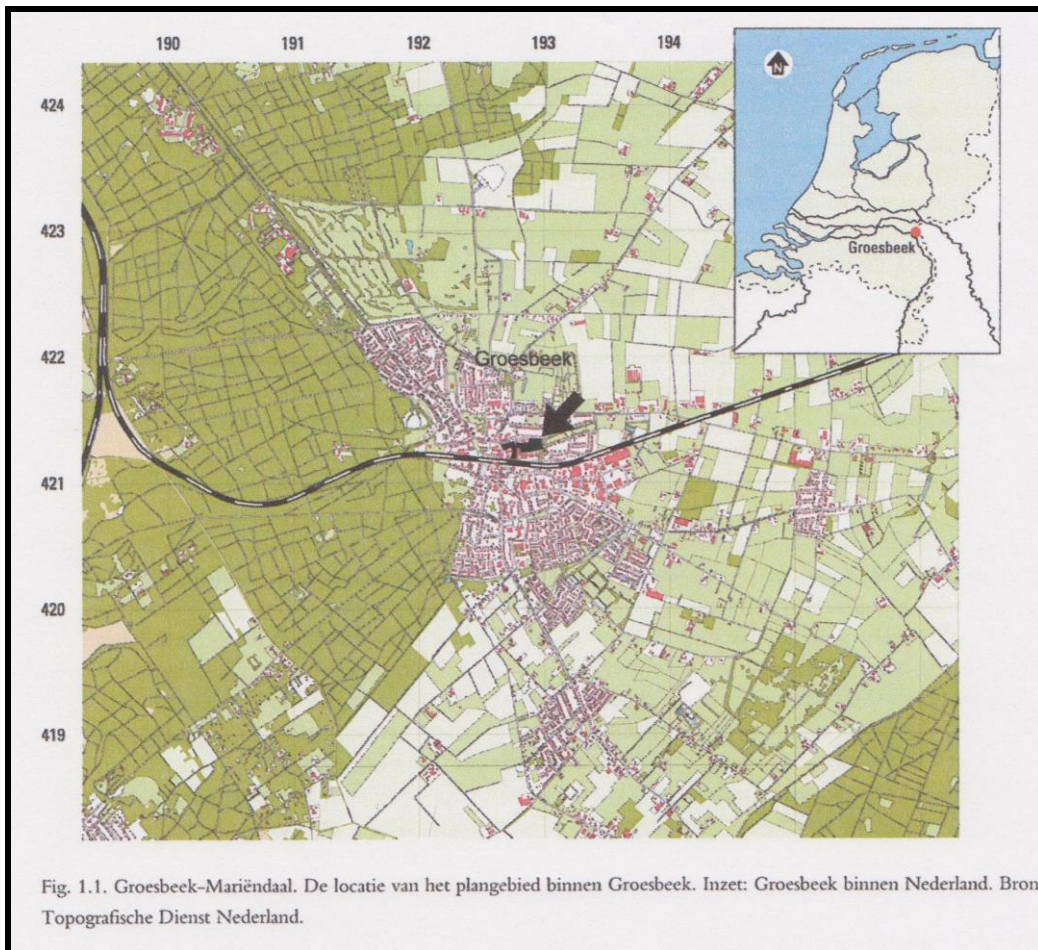 190 191 192 193 194
424
423
422
421
420
419
N
Groesbeek
Groesbeek
Fig. 1.1. Groesbeek-Mariëndaal. De locatie van het plangebied binnen Groesbeek. Inzet: Groesbeek binnen Nederland. Bron
Topografische Dienst Nederland.